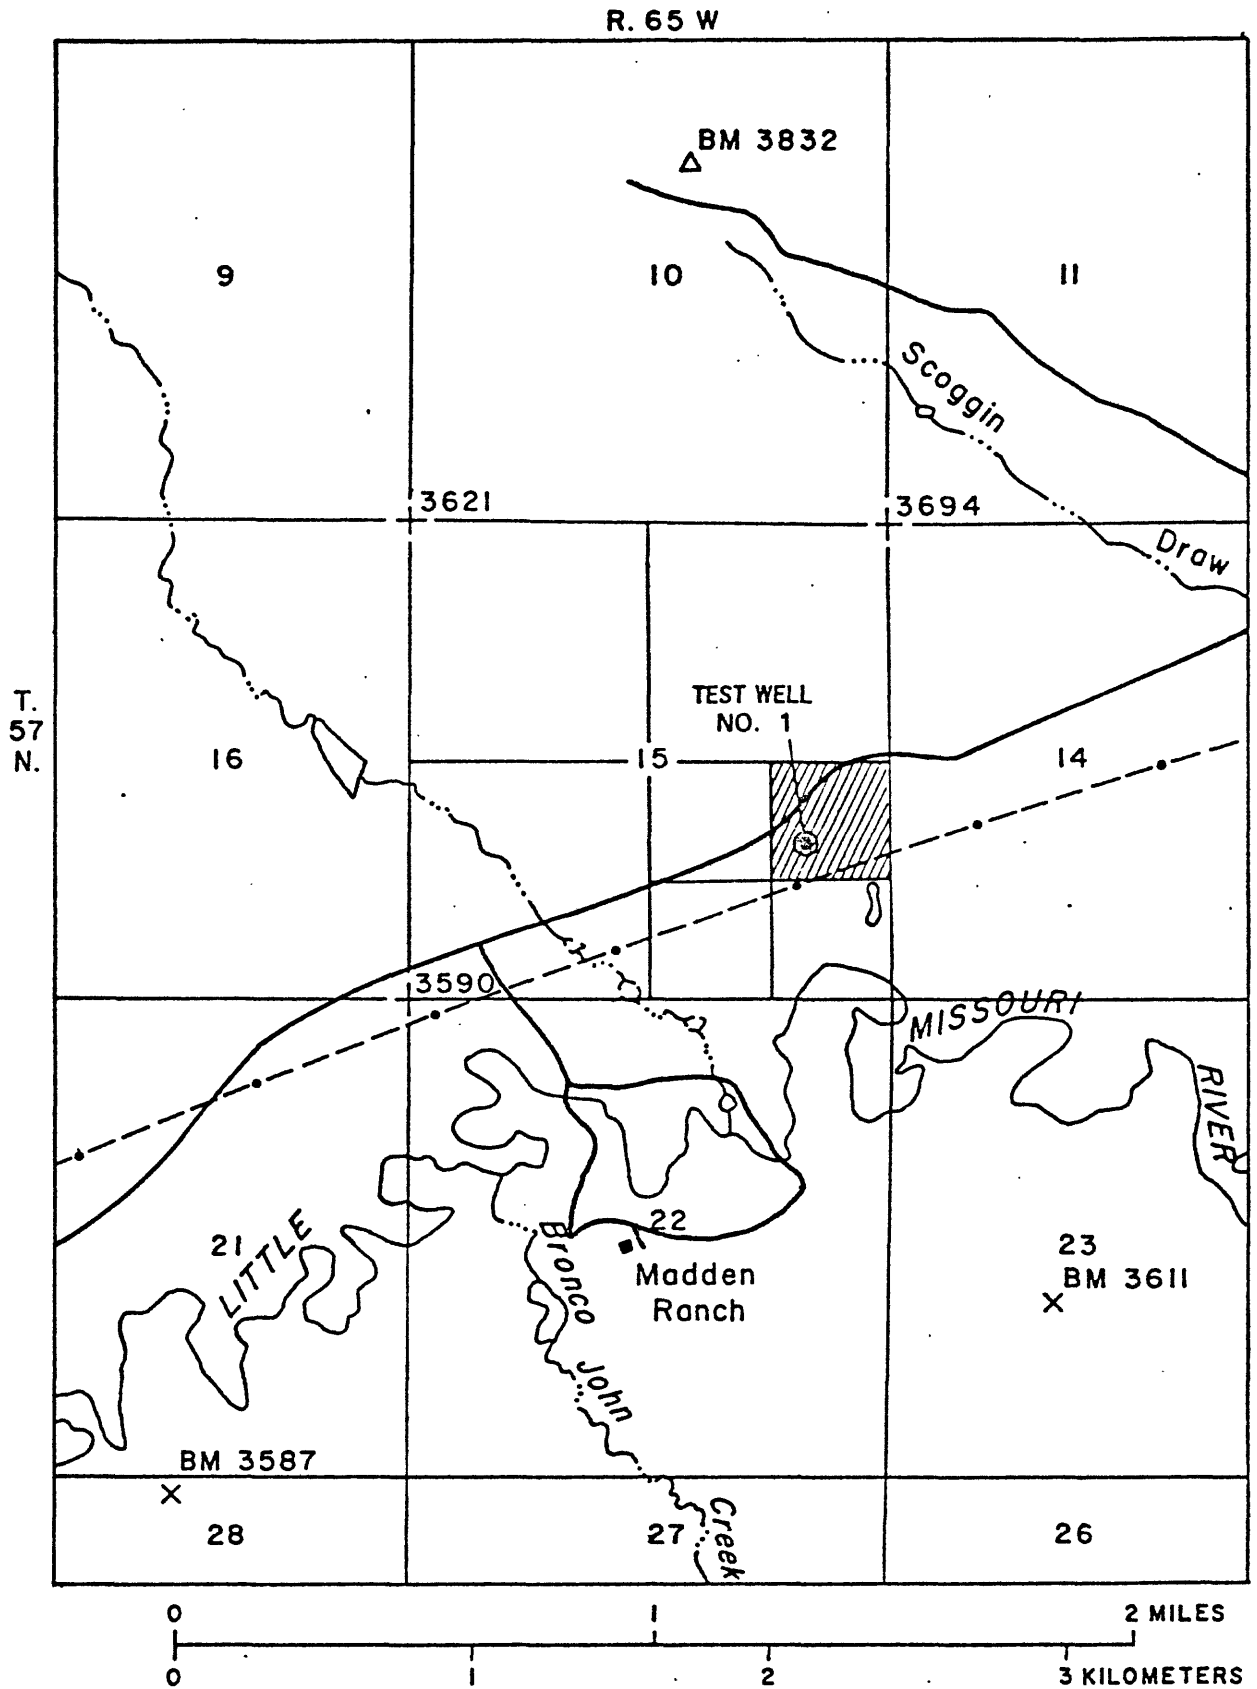 R. 65 W
BM 3832
9
10
11
Scoggin
Draw
3621
3694
T.
57
N.
TEST WELL
NO. 1
16
15
14
3590
MISSOURI
RIVER
LITTLE
21
22
23
BM 3611
Madden
Ranch
Bronco
John
Creek
BM 3587
28
27
26
0 1 2 MILES
0 1 2 3 KILOMETERS